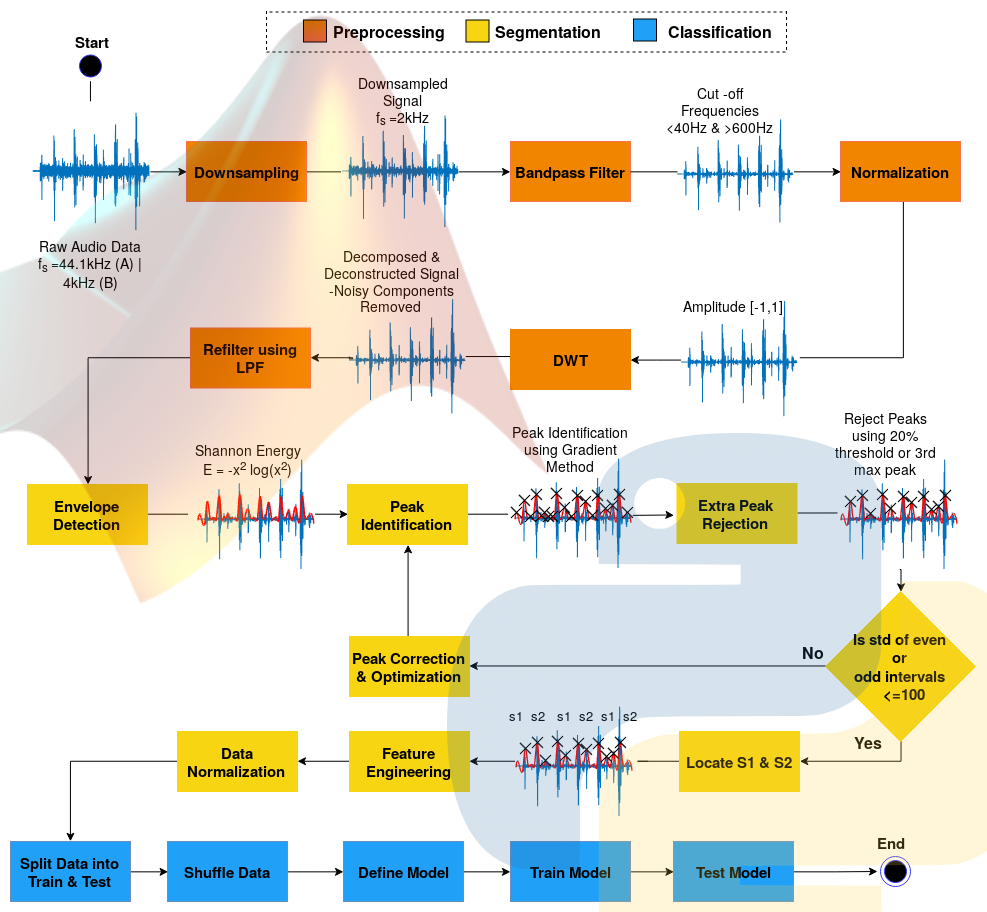 Preprocessing
Segmentation
Classification
Start
Raw Audio Data
fs =44.1kHz (A) |
4kHz (B)
Downsampling
Downsampled
Signal
fs =2kHz
Bandpass Filter
Cut -off
Frequencies
<40Hz & >600Hz
Normalization
Amplitude [-1,1]
DWT
Decomposed &
Deconstructed Signal
-Noisy Components
Removed
Refilter using
LPF
Envelope
Detection
Shannon Energy
E = -x² log(x²)
Peak
Identification
Peak Identification
using Gradient
Method
Extra Peak
Rejection
Reject Peaks
using 20%
threshold or 3rd
max peak
Is std of even
or
odd intervals
<=100
No
Peak Correction
& Optimization
Yes
Locate S1 & S2
s1 s2 s1 s2 s1 s2
Feature
Engineering
Data
Normalization
Split Data into
Train & Test
Shuffle Data
Define Model
Train Model
Test Model
End